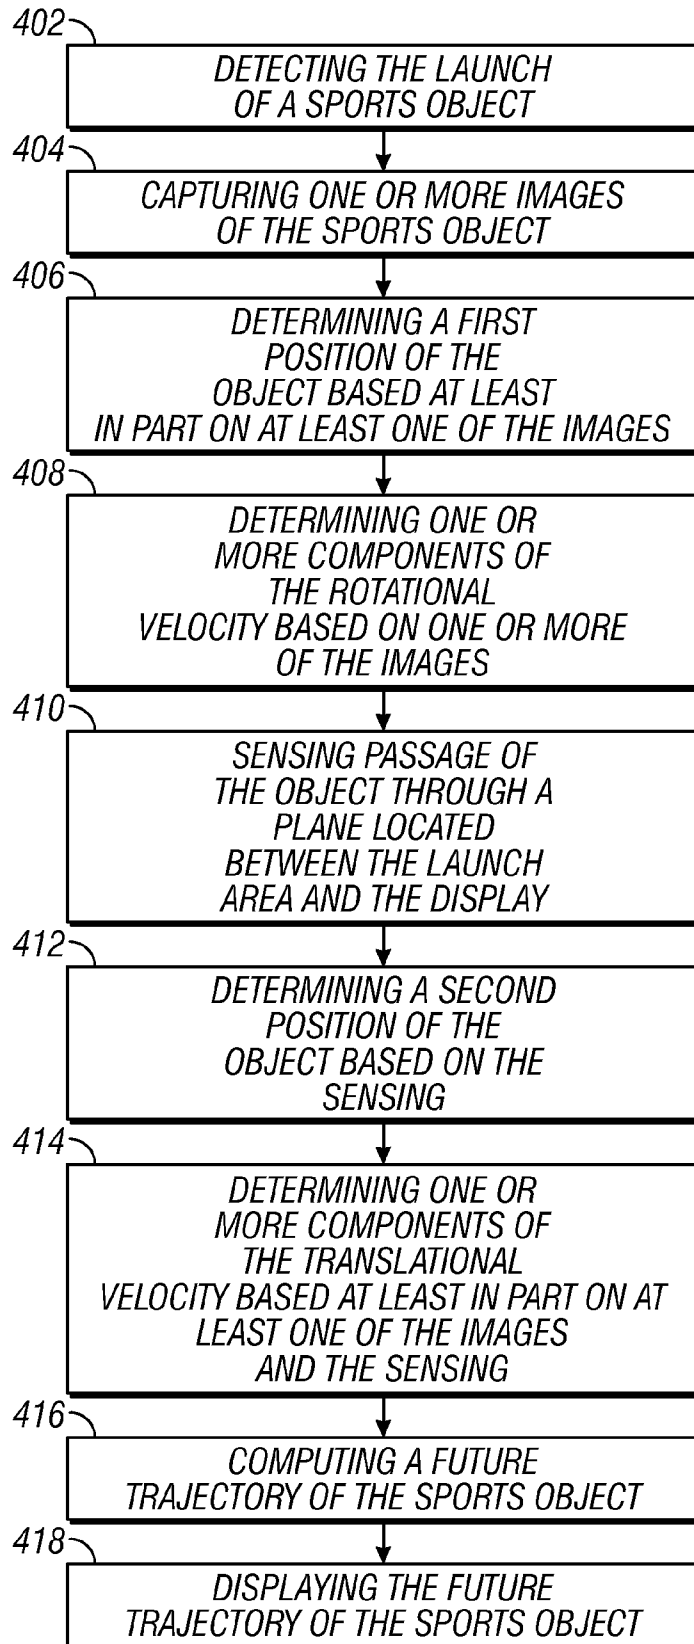 402
DETECTING THE LAUNCH
OF A SPORTS OBJECT
404
CAPTURING ONE OR MORE IMAGES
OF THE SPORTS OBJECT
406
DETERMINING A FIRST
POSITION OF THE
OBJECT BASED AT LEAST
IN PART ON AT LEAST ONE OF THE IMAGES
408
DETERMINING ONE OR
MORE COMPONENTS OF
THE ROTATIONAL
VELOCITY BASED ON ONE OR MORE
OF THE IMAGES
410
SENSING PASSAGE OF
THE OBJECT THROUGH A
PLANE LOCATED
BETWEEN THE LAUNCH
AREA AND THE DISPLAY
412
DETERMINING A SECOND
POSITION OF THE
OBJECT BASED ON THE
SENSING
414
DETERMINING ONE OR
MORE COMPONENTS OF
THE TRANSLATIONAL
VELOCITY BASED AT LEAST IN PART ON AT
LEAST ONE OF THE IMAGES
AND THE SENSING
416
COMPUTING A FUTURE
TRAJECTORY OF THE SPORTS OBJECT
418
DISPLAYING THE FUTURE
TRAJECTORY OF THE SPORTS OBJECT